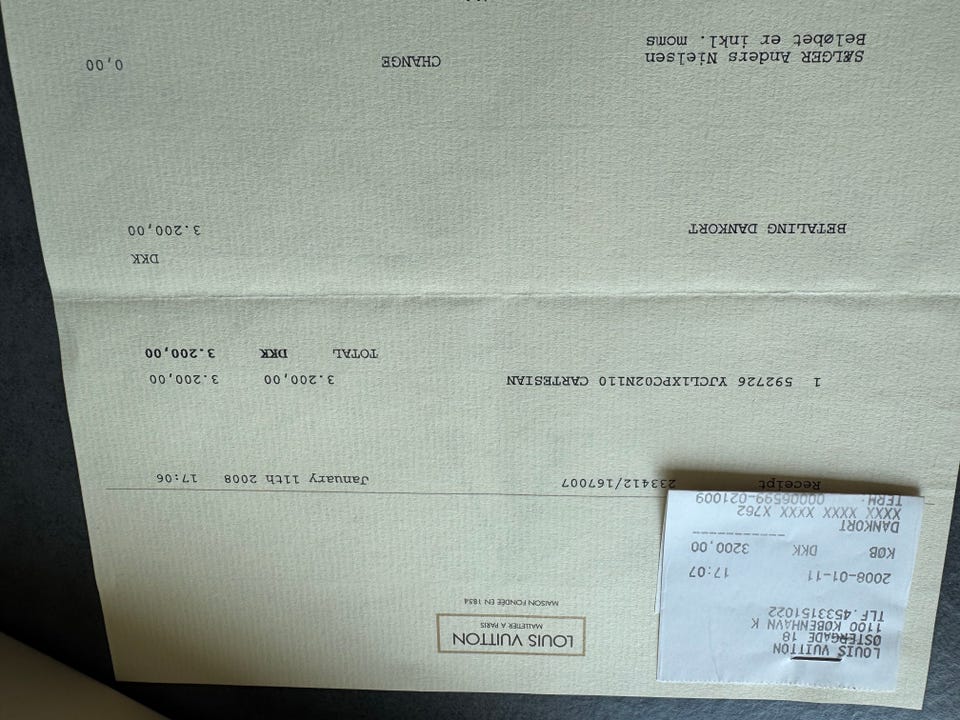 LOUIS VUITTON
MALLETIER À PARIS
MAISON FONDÉE EN 1854
LOUIS VUITTON
ØSTERGADE 18
1100 KØBENHAVN K
TLF.4533151022
2008-01-11 17:07
KØB DKK 3200,00
DANKORT
XXXX XXXX XXXX X762
TERM: 00006599-021009
Receipt 233412/167007 January 11th 2008 17:06
1 592726 YJCL1XPC02N110 CARTESIAN 3.200,00 3.200,00
TOTAL DKK 3.200,00
DKK
BETALING DANKORT 3.200,00
SÆLGER Anders Nielsen CHANGE 0,00
Beløbet er inkl. moms